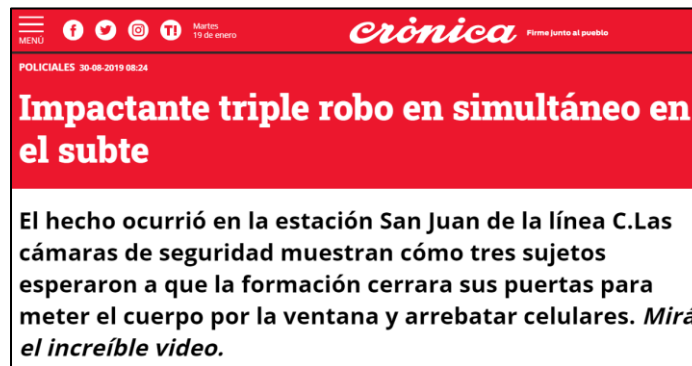 MENÚ
Martes
19 de enero
crònica
Firme junto al pueblo
POLICIALES 30-08-2019 08:24
Impactante triple robo en simultáneo en
el subte
El hecho ocurrió en la estación San Juan de la línea C.Las
cámaras de seguridad muestran cómo tres sujetos
esperaron a que la formación cerrara sus puertas para
meter el cuerpo por la ventana y arrebatar celulares. Mirá
el increíble video.